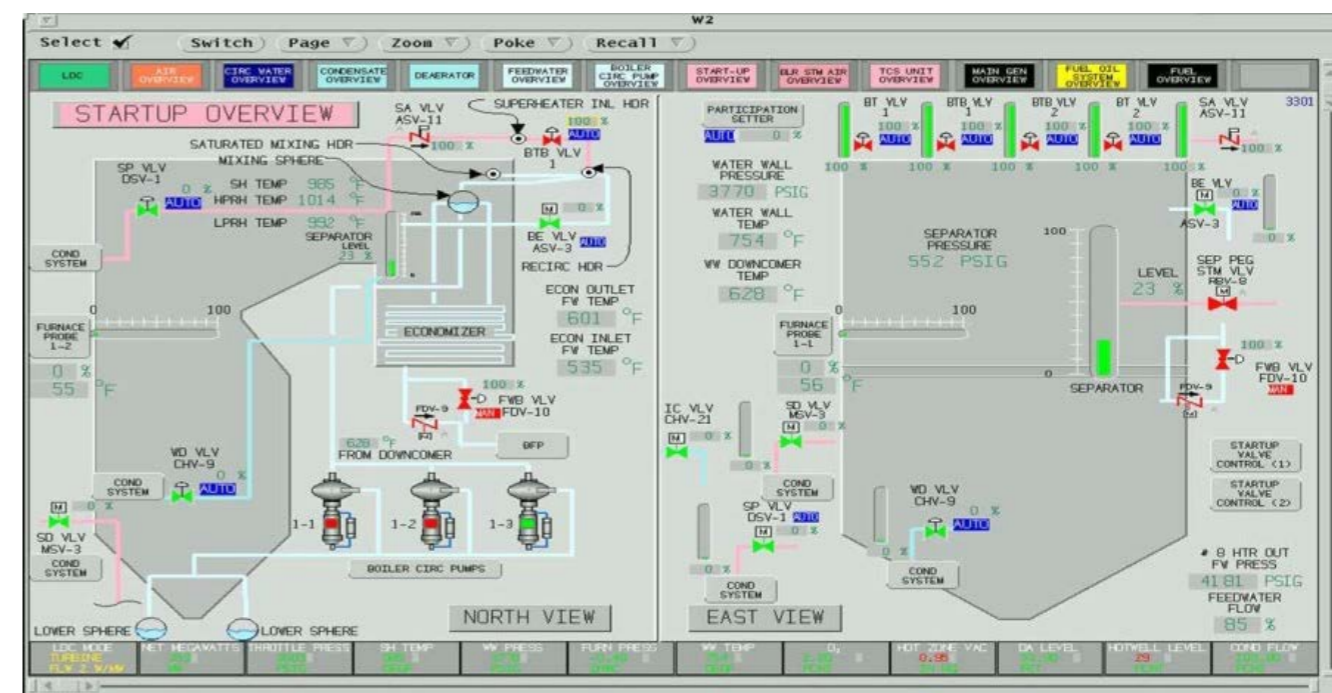 W2
Select Switch Page Zoom Poke Recall
LDC
AIR OVERVIEW
CIRC WATER OVERVIEW
CONDENSATE OVERVIEW
DEAERATOR
FEEDWATER OVERVIEW
BOILER CIRC PUMP OVERVIEW
START-UP OVERVIEW
BLR STM AIR OVERVIEW
TCS UNIT OVERVIEW
MAIN GEN OVERVIEW
FUEL OIL SYSTEM OVERVIEW
FUEL OVERVIEW
STARTUP OVERVIEW
SA VLV
ASV-11
100 %
SUPERHEATER INL HDR
100 %
AUTO
BTB VLV
1
SATURATED MIXING HDR
MIXING SPHERE
SP VLV
DSV-1
0 %
AUTO
SH TEMP 985 °F
HPRH TEMP 1014 °F
LPRH TEMP 992 °F
SEPARATOR
LEVEL
23 %
M 0 %
BE VLV
ASV-3 AUTO
RECIRC HDR
COND
SYSTEM
0 100
FURNACE
PROBE
1-2
0 %
55 °F
ECONOMIZER
ECON OUTLET
FW TEMP
601 °F
ECON INLET
FW TEMP
535 °F
100 %
FWB VLV
MAN FDV-10
FDV-9
628 °F
FROM DOWNCOMER
BFP
WD VLV
CHV-9
0 %
AUTO
COND
SYSTEM
M 0 %
SD VLV
MSV-3
COND
SYSTEM
1-1
1-2
1-3
BOILER CIRC PUMPS
NORTH VIEW
LOWER SPHERE
LOWER SPHERE
PARTICIPATION
SETTER
AUTO 0 %
BT VLV
1
100 %
AUTO
BTB VLV
1
100 %
AUTO
BTB VLV
2
100 %
AUTO
BT VLV
2
100 %
AUTO
SA VLV
ASV-11
100 %
3301
100 % 100 % 100 % 100 % 100 %
WATER WALL
PRESSURE
3770 PSIG
WATER WALL
TEMP
754 °F
WW DOWNCOMER
TEMP
628 °F
SEPARATOR
PRESSURE
552 PSIG
100
0
LEVEL
23 %
SEPARATOR
BE VLV
M 0 %
AUTO
ASV-3
0 %
SEP PEG
STM VLV
RBV-8
M
0 100
FURNACE
PROBE
1-1
0 %
56 °F
100 %
FWB VLV
FDV-10
MAN
FDV-9
IC VLV
CHV-21
M 0 %
0 %
SD VLV
MSV-3
M 0 %
COND
SYSTEM
SP VLV
DSV-1 AUTO
M 0 %
0 %
COND
SYSTEM
WD VLV
CHV-9
0 %
AUTO
0 %
COND
SYSTEM
STARTUP
VALVE
CONTROL (1)
STARTUP
VALVE
CONTROL (2)
# 8 HTR OUT
FW PRESS
4181 PSIG
FEEDWATER
FLOW
85 %
EAST VIEW
LDC MODE
TURBINE
NET MEGAWATTS
THROTTLE PRESS
SH TEMP
WW PRESS
FURN PRESS
WW TEMP
O₂
HOT ZONE VAC
0.95
DA LEVEL
HOTWELL LEVEL
29
COND FLOW